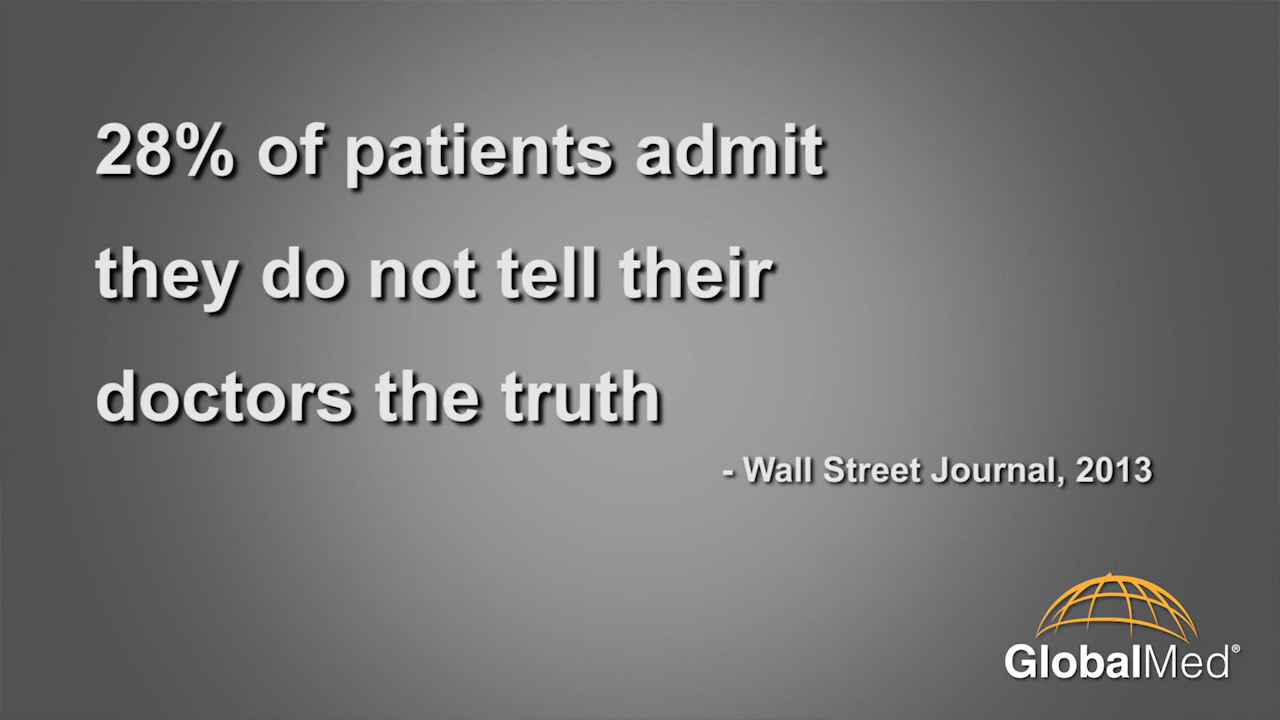 28% of patients admit
they do not tell their
doctors the truth
- Wall Street Journal, 2013
GlobalMed®